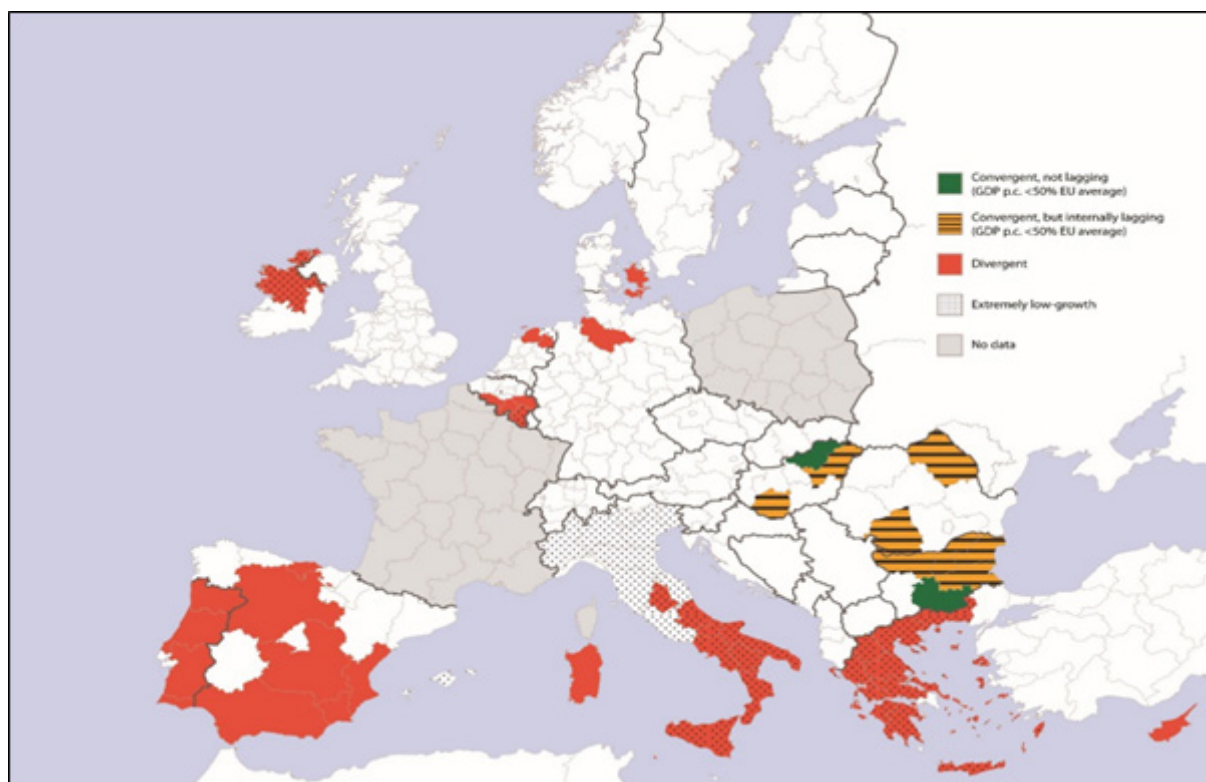 Convergent, not lagging
(GDP p.c. <50% EU average)
Convergent, but internally lagging
(GDP p.c. <50% EU average)
Divergent
Extremely low-growth
No data